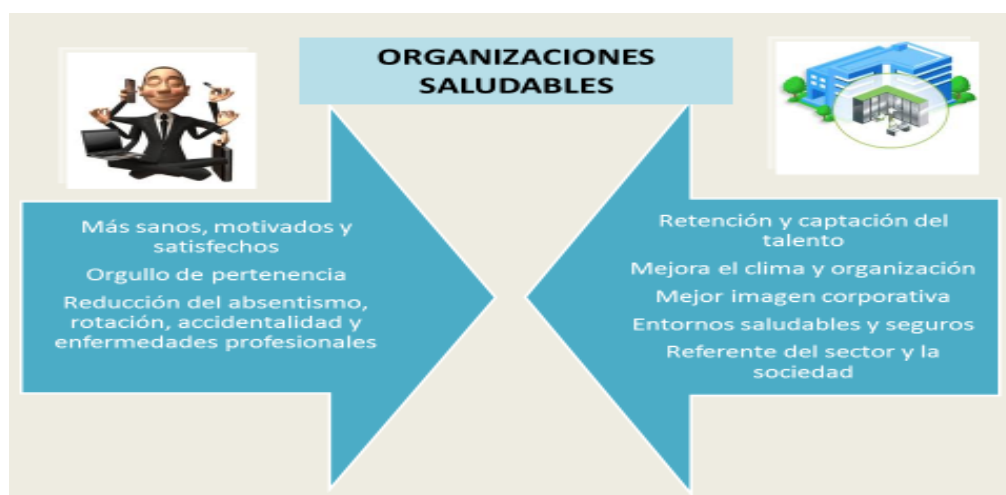 ORGANIZACIONES
SALUDABLES
Más sanos, motivados y
satisfechos
Orgullo de pertenencia
Reducción del absentismo,
rotación, accidentalidad y
enfermedades profesionales
Retención y captación del
talento
Mejora el clima y organización
Mejor imagen corporativa
Entornos saludables y seguros
Referente del sector y la
sociedad